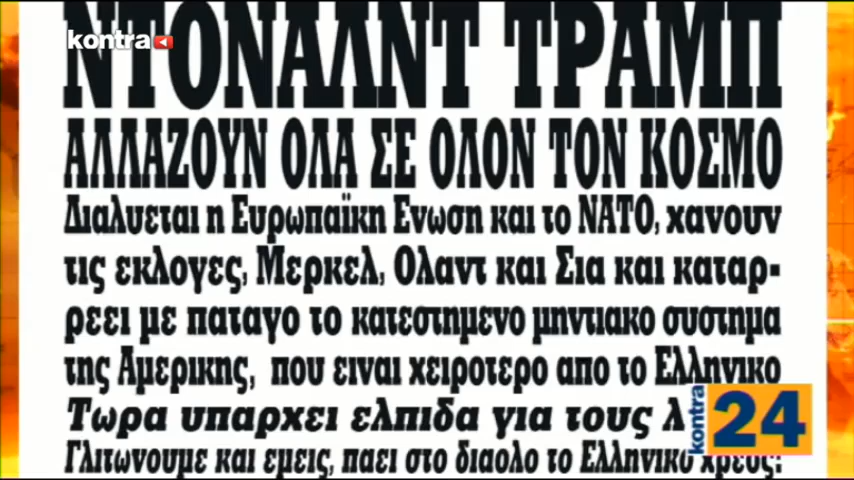 kontra
ΝΤΟΝΑΛΝΤ ΤΡΑΜΠ
ΑΛΛΑΖΟΥΝ ΟΛΑ ΣΕ ΟΛΟΝ ΤΟΝ ΚΟΣΜΟ
Διαλυεται η Ευρωπαϊκη Ενωση και το ΝΑΤΟ, χανουν
τις εκλογες, Μερκελ, Ολαντ και Σια και καταρ-
ρεει με παταγο το κατεστημενο μηντιακο συστημα
της Αμερικης, που ειναι χειροτερο απο το Ελληνικο
Τωρα υπαρχει ελπιδα για τους λ
Γλιτωνουμε και εμεις, παει στο διαολο το Ελληνικο χρεος:
kontra 24